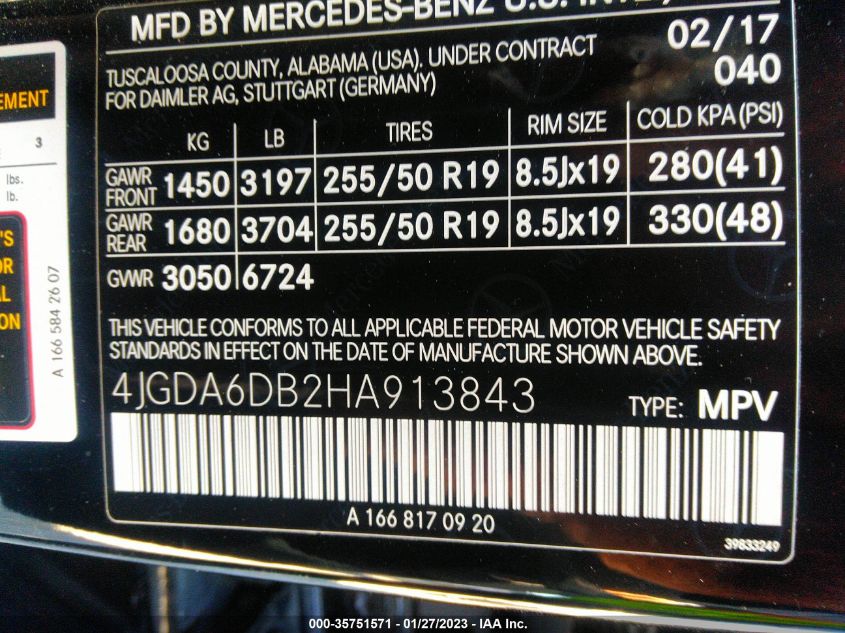 MFD BY MERCEDES-BENZ U.S.
02/17
TUSCALOOSA COUNTY, ALABAMA (USA). UNDER CONTRACT
FOR DAIMLER AG, STUTTGART (GERMANY)
040
KG LB TIRES RIM SIZE COLD KPA (PSI)
GAWR FRONT 1450 3197 255/50 R19 8.5Jx19 280(41)
GAWR REAR 1680 3704 255/50 R19 8.5Jx19 330(48)
GVWR 3050 6724
THIS VEHICLE CONFORMS TO ALL APPLICABLE FEDERAL MOTOR VEHICLE SAFETY
STANDARDS IN EFFECT ON THE DATE OF MANUFACTURE SHOWN ABOVE.
4JGDA6DB2HA913843 TYPE: MPV
A 166 817 09 20
39833249
EMENT
3
lbs.
lb.
'S
OR
AL
ION
A 166 584 26 07
000-35751571 — 01/27/2023 — IAA Inc.